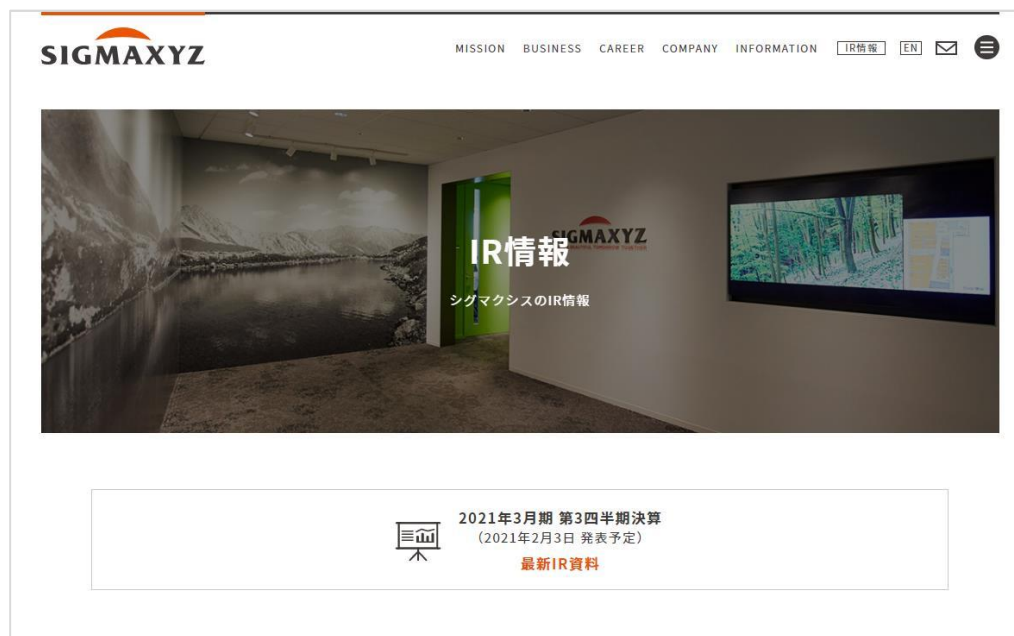 SIGMAXYZ
MISSION BUSINESS CAREER COMPANY INFORMATION IR情報 EN
SIGMAXYZ
IR情報
シグマクシスのIR情報
2021年3月期 第3四半期決算
（2021年2月3日 発表予定）
最新IR資料